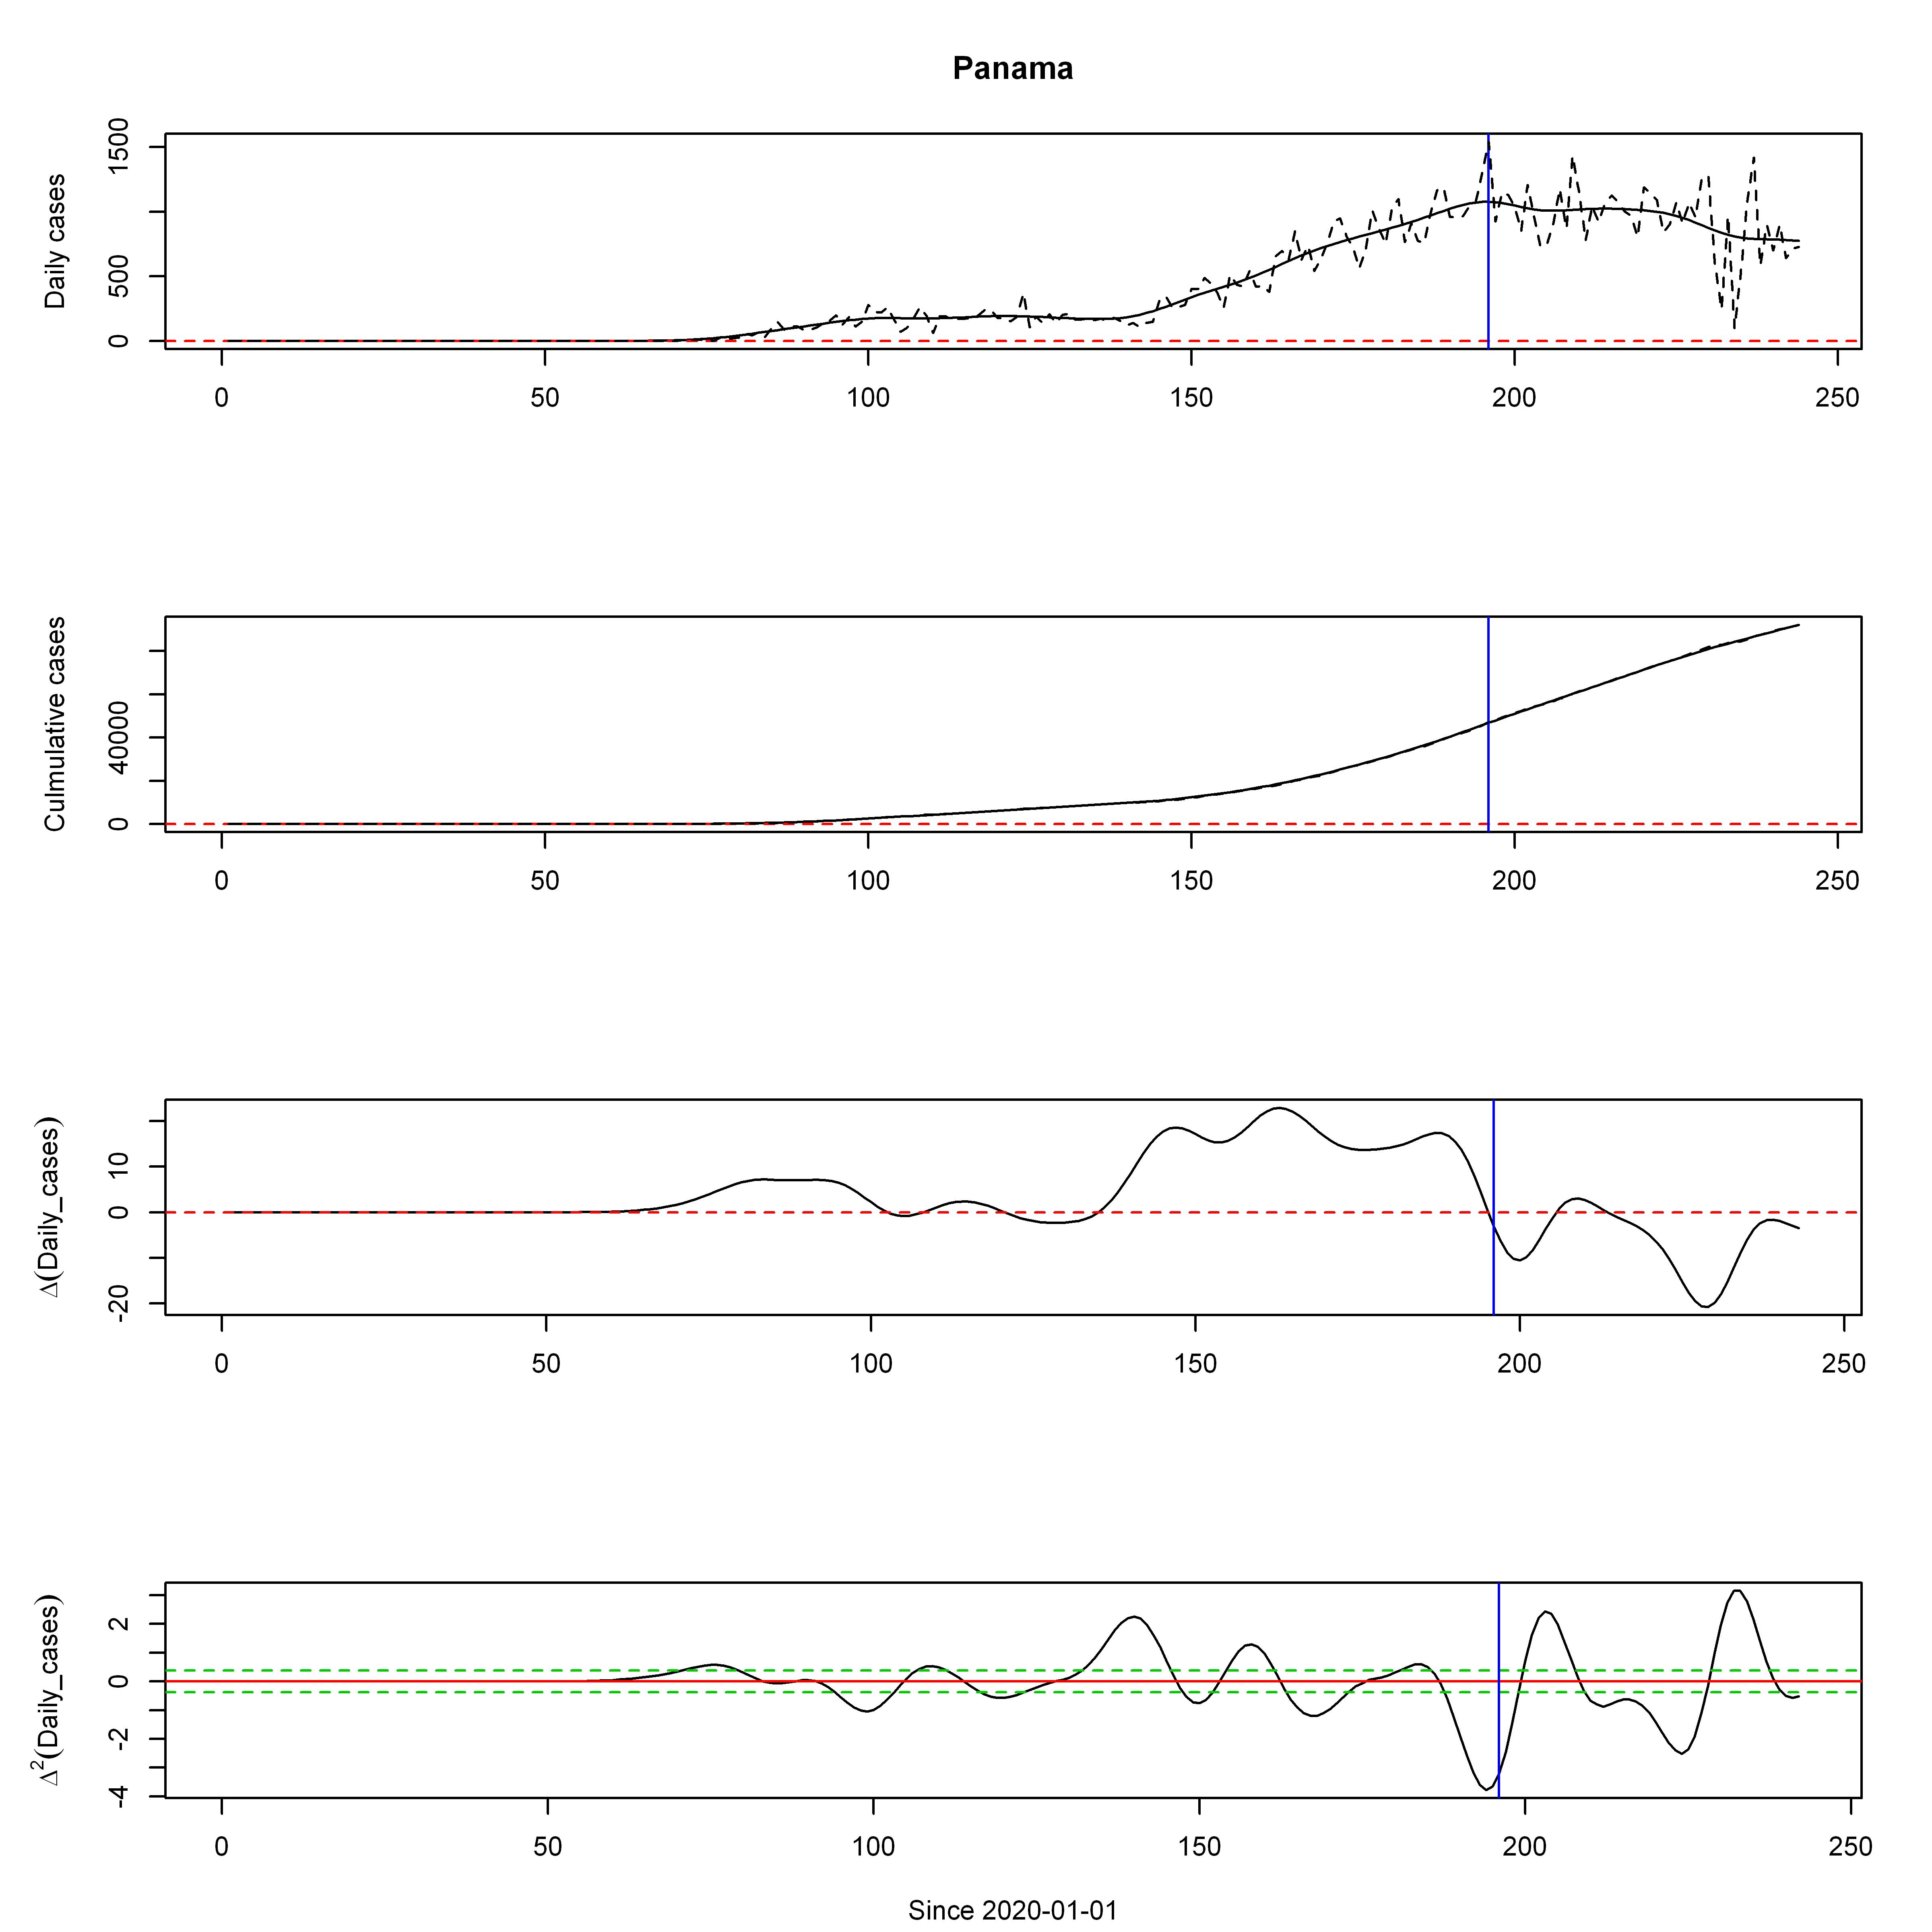 Panama
Daily cases
0
500
1500
0 50 100 150 200 250
Culmulative cases
0
40000
0 50 100 150 200 250
Δ(Daily_cases)
-20
0
10
0 50 100 150 200 250
Δ²(Daily_cases)
-4
-2
0
2
0 50 100 150 200 250
Since 2020-01-01